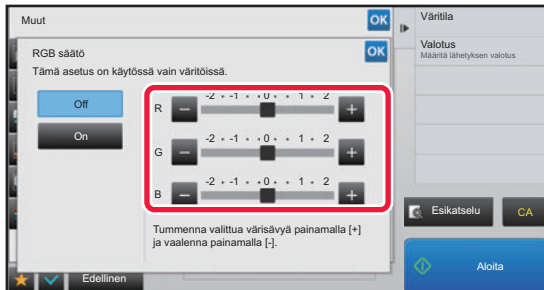 Muut
OK
RGB säätö
OK
Tämä asetus on käytössä vain väritöissä.
Off
On
-2 • -1 • • 0 • • 1 • 2
R - +
-2 • -1 • • 0 • • 1 • 2
G - +
-2 • -1 • • 0 • • 1 • 2
B - +
Tummenna valittua värisävyä painamalla [+]
ja vaalenna painamalla [-].
Edellinen
Väritila
Valotus
Määritä lähetyksen valotus
Esikatselu
CA
Aloita